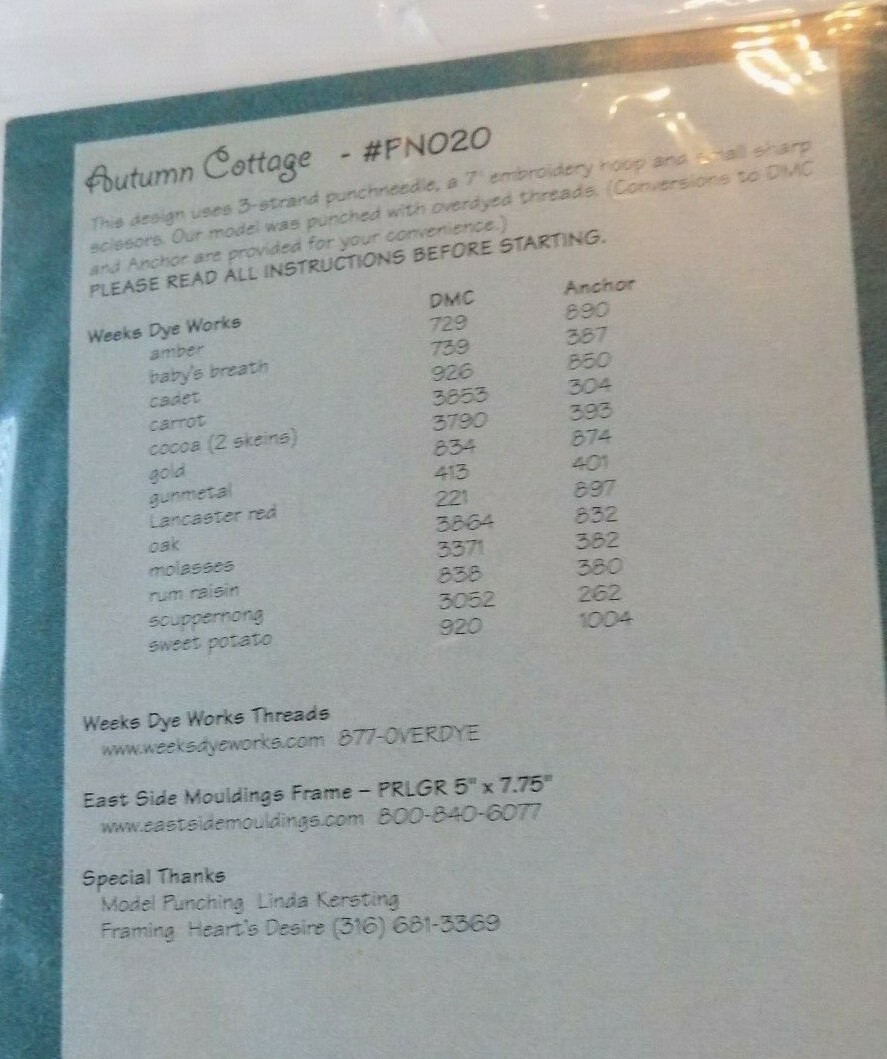 Autumn Cottage - #PN020
This design uses 3-strand punchneedle, a 7" embroidery hoop and small sharp
scissors. Our model was punched with overdyed threads. (Conversions to DMC
and Anchor are provided for your convenience.)
PLEASE READ ALL INSTRUCTIONS BEFORE STARTING.
Weeks Dye Works DMC Anchor
amber 729 890
baby's breath 739 387
cadet 926 850
carrot 3853 304
cocoa (2 skeins) 3790 393
gold 834 874
gunmetal 413 401
Lancaster red 221 897
oak 3864 832
molasses 3371 382
rum raisin 838 380
scuppernong 3052 262
sweet potato 920 1004
Weeks Dye Works Threads
www.weeksdyeworks.com 877-OVERDYE
East Side Mouldings Frame – PRLGR 5" x 7.75"
www.eastsidemouldings.com 800-840-6077
Special Thanks
Model Punching Linda Kersting
Framing Heart's Desire (316) 681-3369